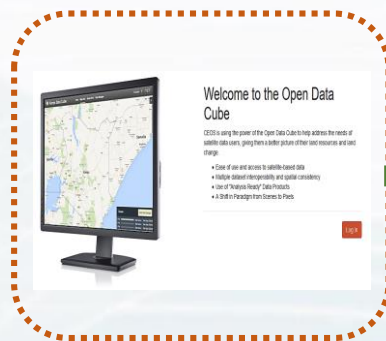 Welcome to the Open Data
Cube
CEOS is using the power of the Open Data Cube to help address the needs of
satellite data users, giving them a better picture of their land resources and land
change.
Ease of use and access to satellite-based data
Multiple dataset interoperability and spatial consistency
Use of "Analysis Ready" Data Products
A Shift in Paradigm from Scenes to Pixels
Log In